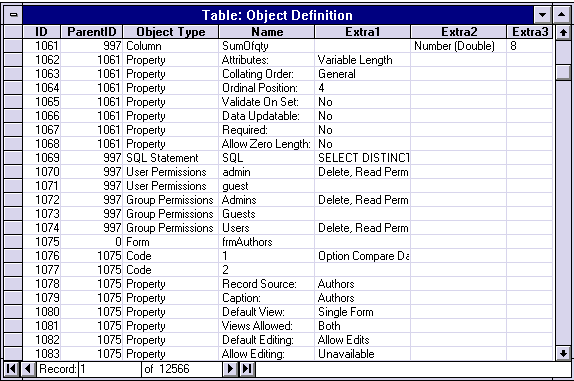 Table: Object Definition
ID ParentID Object Type Name Extra1 Extra2 Extra3
1061 997 Column SumOfqty Number (Double) 8
1062 1061 Property Attributes: Variable Length
1063 1061 Property Collating Order: General
1064 1061 Property Ordinal Position: 4
1065 1061 Property Validate On Set: No
1066 1061 Property Data Updatable: No
1067 1061 Property Required: No
1068 1061 Property Allow Zero Length: No
1069 997 SQL Statement SQL SELECT DISTINCT
1070 997 User Permissions admin Delete, Read Perm
1071 997 User Permissions guest
1072 997 Group Permissions Admins Delete, Read Perm
1073 997 Group Permissions Guests
1074 997 Group Permissions Users Delete, Read Perm
1075 0 Form frmAuthors
1076 1075 Code 1 Option Compare Da
1077 1075 Code 2
1078 1075 Property Record Source: Authors
1079 1075 Property Caption: Authors
1080 1075 Property Default View: Single Form
1081 1075 Property Views Allowed: Both
1082 1075 Property Default Editing: Allow Edits
1083 1075 Property Allow Editing: Unavailable
Record: 1 of 12566